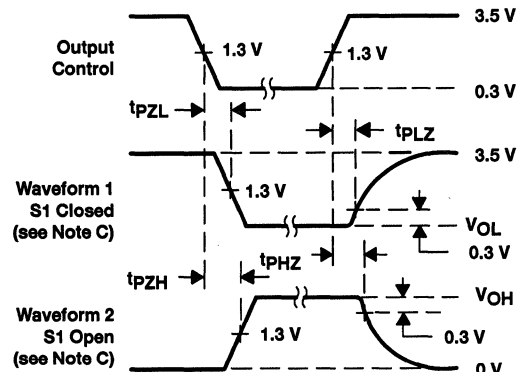 3.5 V
Output
Control
1.3 V
1.3 V
0.3 V
tPZL
tPLZ
3.5 V
Waveform 1
S1 Closed
(see Note C)
1.3 V
VOL
0.3 V
tPHZ
tPZH
VOH
Waveform 2
S1 Open
(see Note C)
1.3 V
0.3 V
0 V